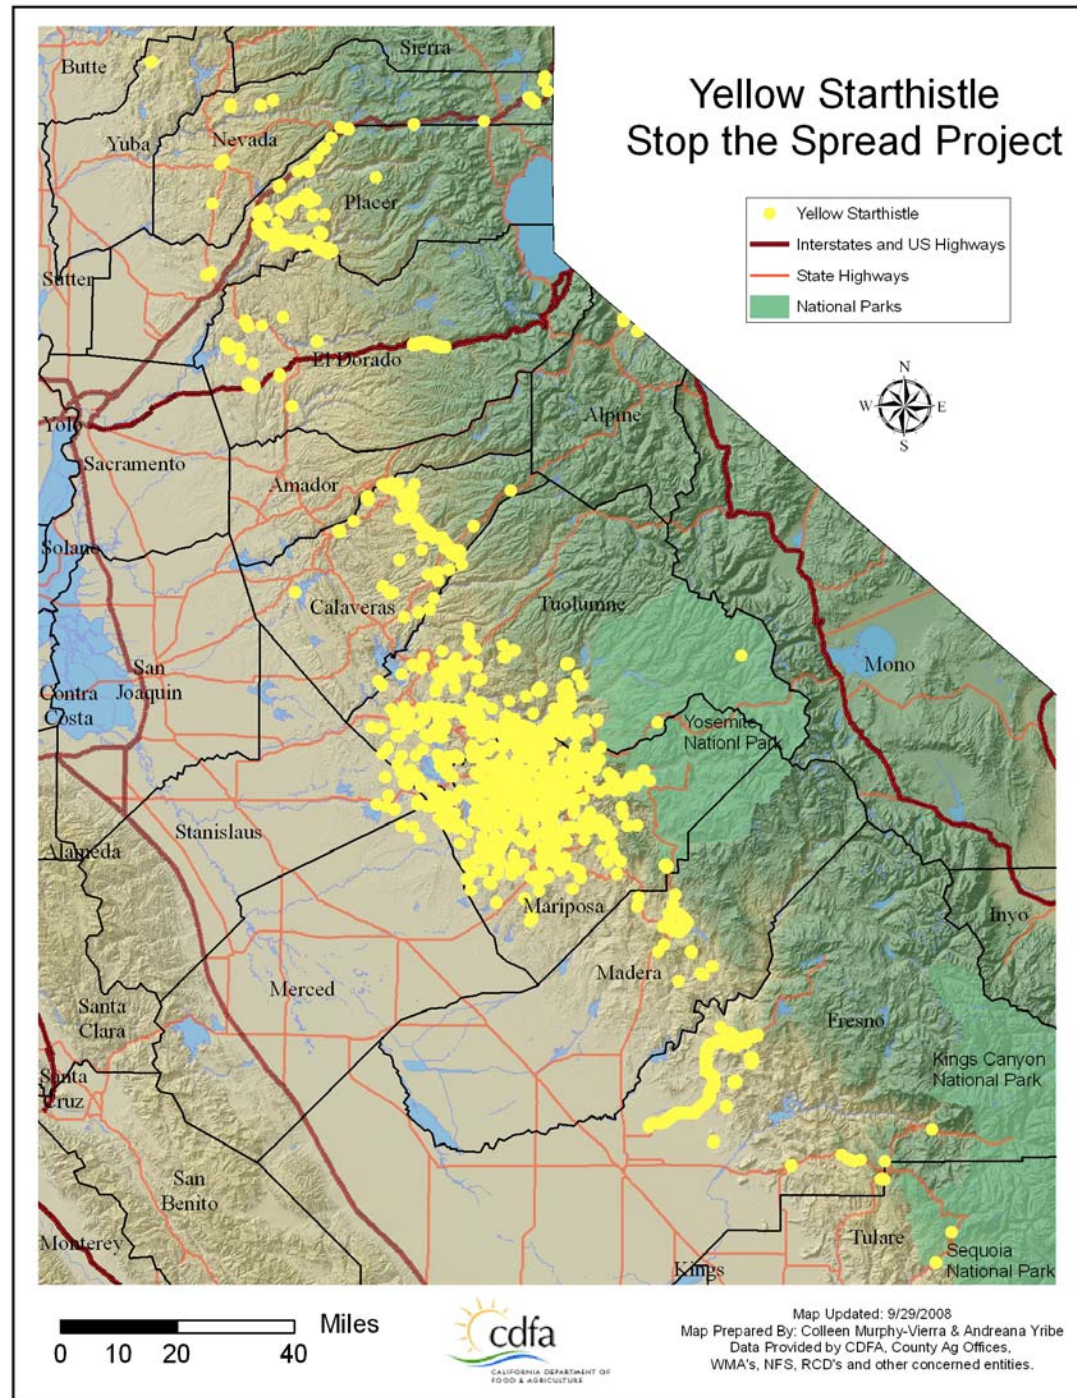 Yellow Starthistle
Stop the Spread Project
Yellow Starthistle
Interstates and US Highways
State Highways
National Parks
N
W
E
S
Sierra
Butte
Yuba
Nevada
Placer
Sutter
El Dorado
Yolo
Alpine
Sacramento
Amador
Solano
Calaveras
Tuolumne
San
Joaquin
Mono
Contra
Costa
Yosemite
Nationl Park
Stanislaus
Alameda
Mariposa
Inyo
Madera
Merced
Santa
Clara
Fresno
Kings Canyon
National Park
Santa
Cruz
San
Benito
Tulare
Monterey
Sequoia
National Park
Kings
Miles
0 10 20 40
cdfa
CALIFORNIA DEPARTMENT OF
FOOD & AGRICULTURE
Map Updated: 9/29/2008
Map Prepared By: Colleen Murphy-Vierra & Andreana Yribe
Data Provided by CDFA, County Ag Offices,
WMA's, NFS, RCD's and other concerned entities.